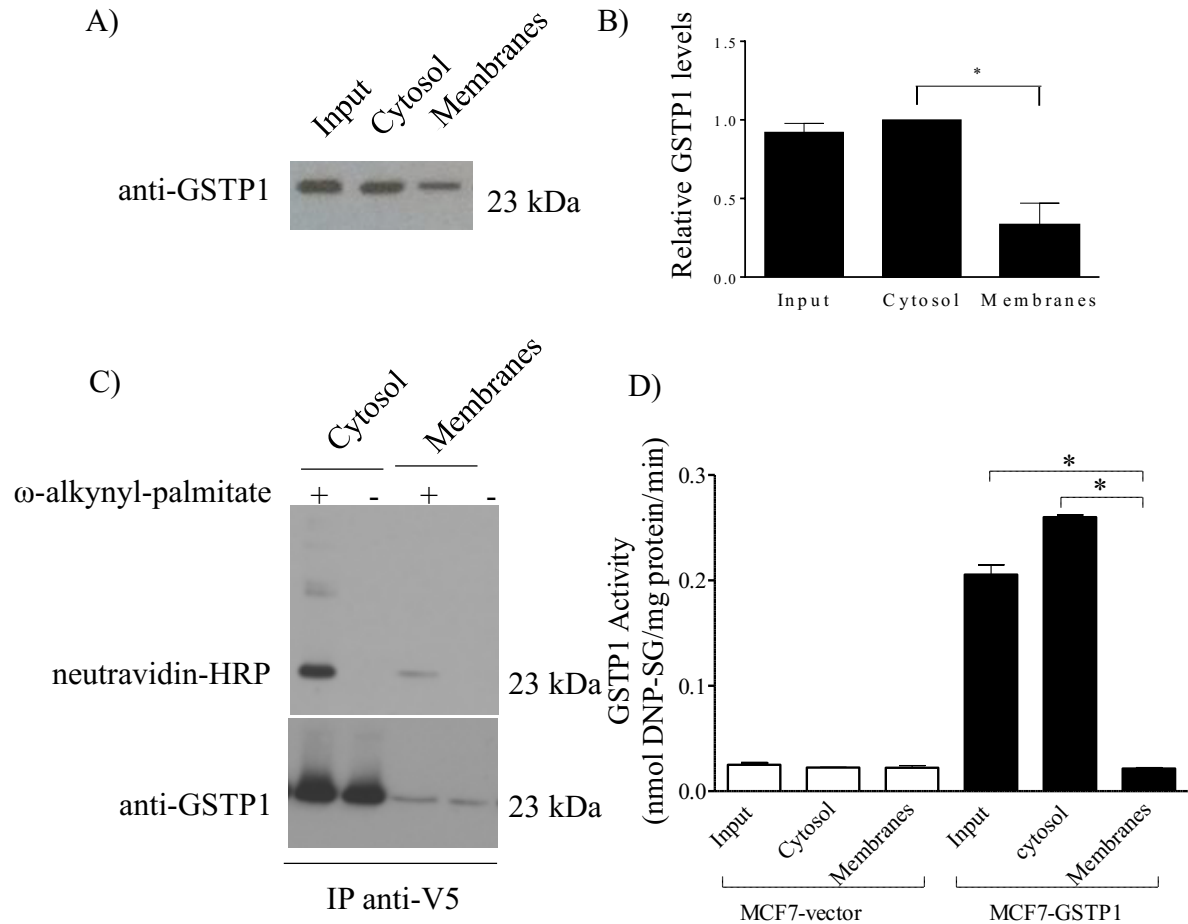 A)
Input
Cytosol
Membranes
anti-GSTP1
23 kDa
B)
Relative GSTP1 levels
1.5
1.0
0.5
0.0
*
Input Cytosol Membranes
C)
Cytosol
Membranes
ω-alkynyl-palmitate + - + -
neutravidin-HRP
23 kDa
anti-GSTP1
23 kDa
IP anti-V5
D)
GSTP1 Activity
(nmol DNP-SG/mg protein/min)
0.3
0.2
0.1
0.0
*
*
Input Cytosol Membranes Input cytosol Membranes
MCF7-vector MCF7-GSTP1